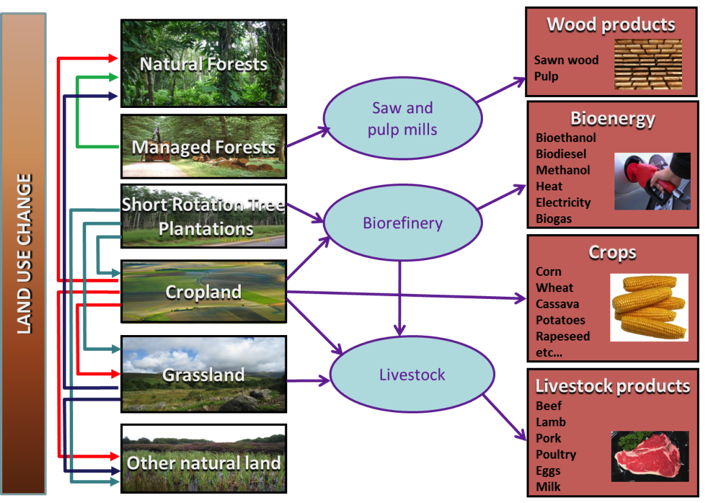 LAND USE CHANGE
Natural Forests
Managed Forests
Short Rotation Tree
Plantations
Cropland
Grassland
Other natural land
Saw and
pulp mills
Biorefinery
Livestock
Wood products
Sawn wood
Pulp
Bioenergy
Bioethanol
Biodiesel
Methanol
Heat
Electricity
Biogas
Crops
Corn
Wheat
Cassava
Potatoes
Rapeseed
etc…
Livestock products
Beef
Lamb
Pork
Poultry
Eggs
Milk